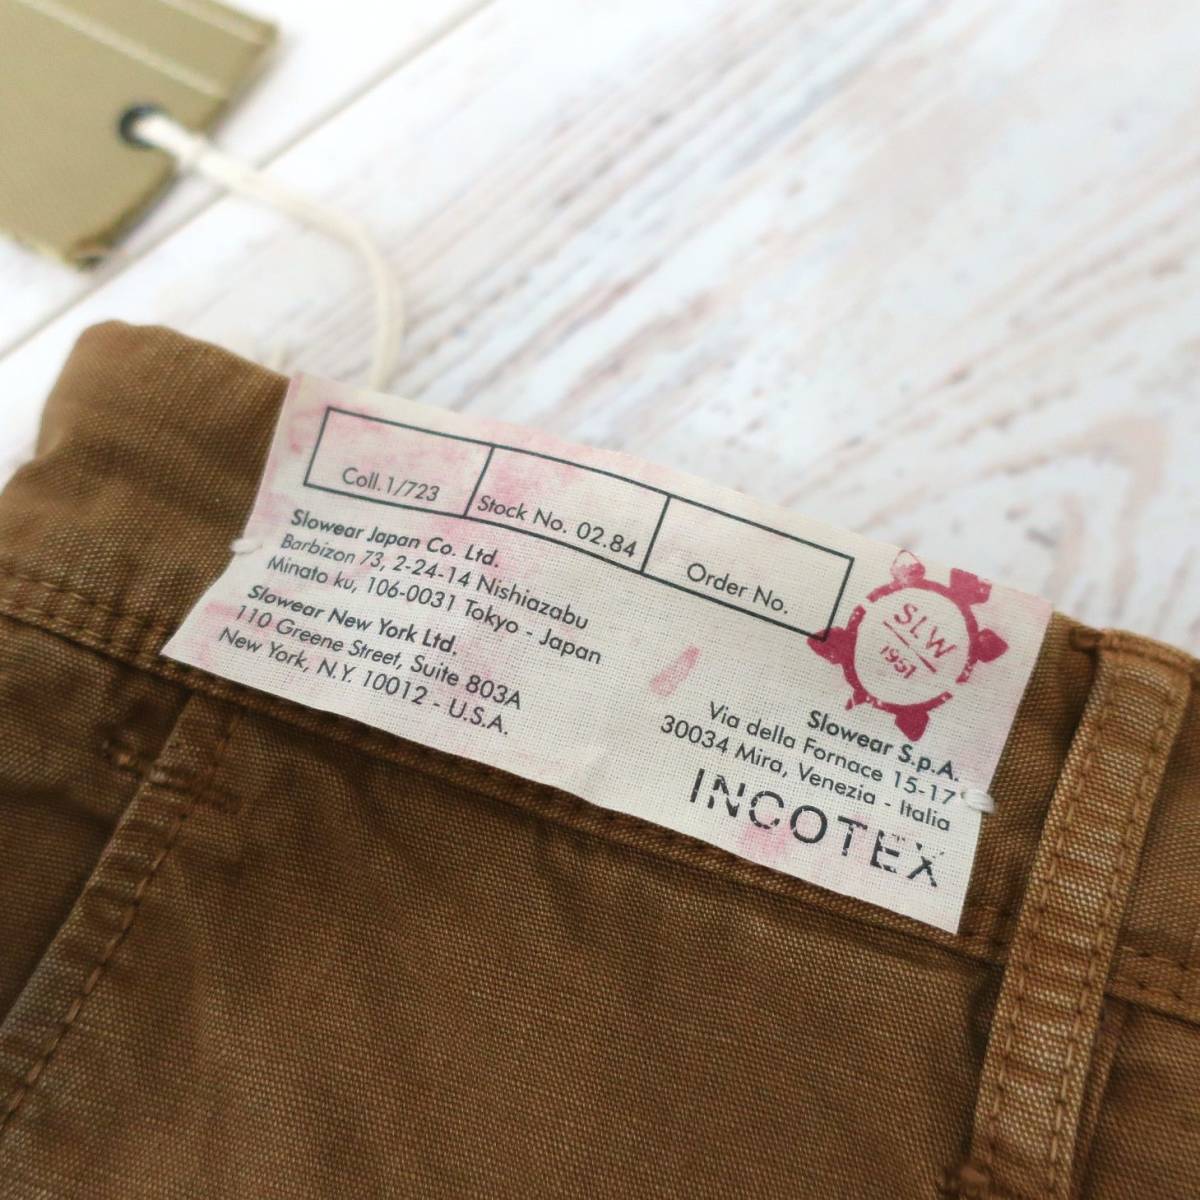 Coll.1/723
Stock No. 02.84
Order No.
Slowear Japan Co. Ltd.
Barbizon 73, 2-24-14 Nishiazabu
Minato ku, 106-0031 Tokyo - Japan
Slowear New York Ltd.
110 Greene Street, Suite 803A
New York, N.Y. 10012 - U.S.A.
SLW
1951
Slowear S.p.A.
Via della Fornace 15-17
30034 Mira, Venezia - Italia
INCOTEX